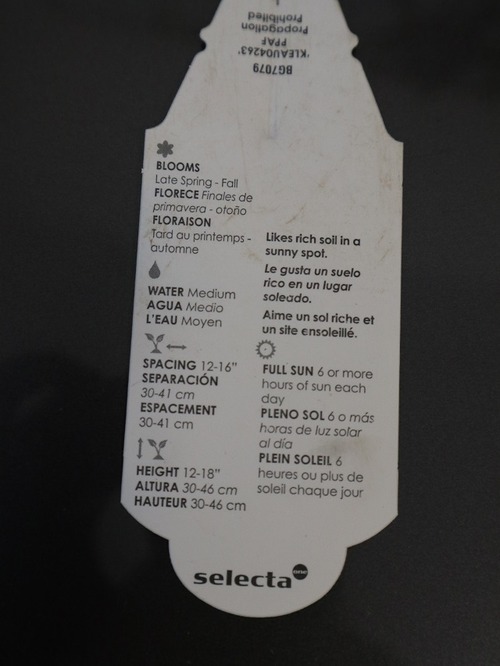 BG7079
'KLEAU04263'
PPAF
Propagation
Prohibited
BLOOMS
Late Spring - Fall
FLORECE Finales de
primavera - otoño
FLORAISON
Tard au printemps -
automne
WATER Medium
AGUA Medio
L'EAU Moyen
SPACING 12-16"
SEPARACIÓN
30-41 cm
ESPACEMENT
30-41 cm
HEIGHT 12-18"
ALTURA 30-46 cm
HAUTEUR 30-46 cm
Likes rich soil in a
sunny spot.
Le gusta un suelo
rico en un lugar
soleado.
Aime un sol riche et
un site ensoleillé.
FULL SUN 6 or more
hours of sun each
day
PLENO SOL 6 o más
horas de luz solar
al día
PLEIN SOLEIL 6
heures ou plus de
soleil chaque jour
selecta one